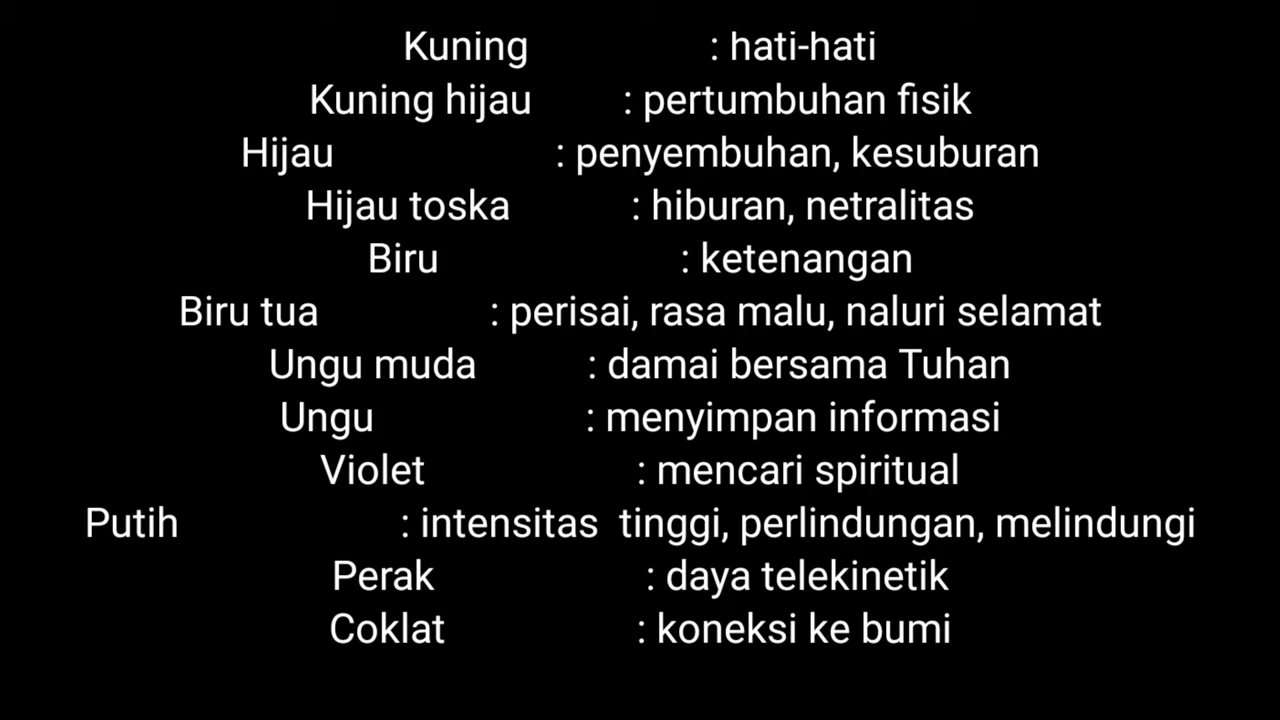 Kuning : hati-hati
Kuning hijau : pertumbuhan fisik
Hijau : penyembuhan, kesuburan
Hijau toska : hiburan, netralitas
Biru : ketenangan
Biru tua : perisai, rasa malu, naluri selamat
Ungu muda : damai bersama Tuhan
Ungu : menyimpan informasi
Violet : mencari spiritual
Putih : intensitas tinggi, perlindungan, melindungi
Perak : daya telekinetik
Coklat : koneksi ke bumi